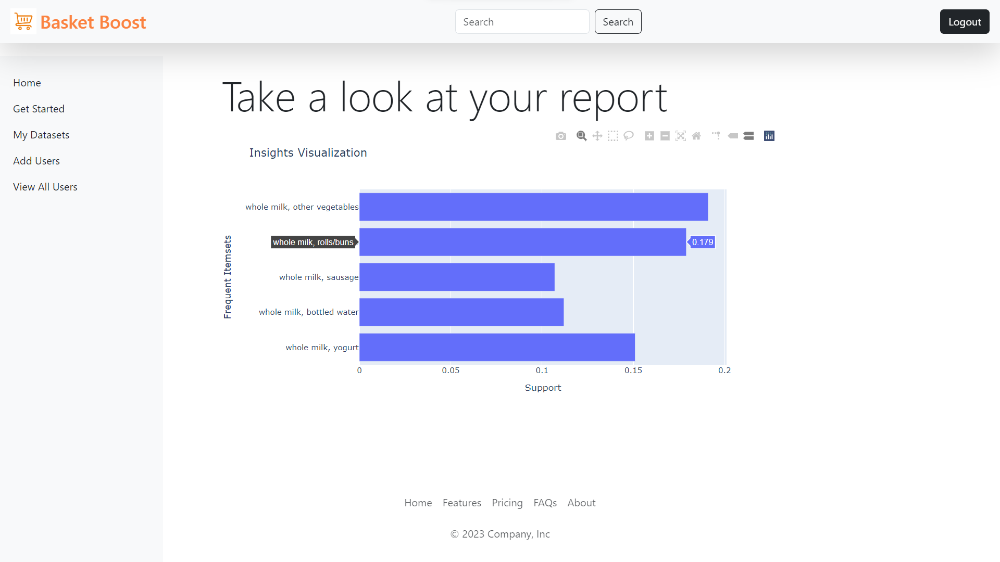 Basket Boost
Search
Search
Logout
Home
Get Started
My Datasets
Add Users
View All Users
Take a look at your report
Insights Visualization
Frequent Itemsets
whole milk, other vegetables
whole milk, rolls/buns
0.179
whole milk, sausage
whole milk, bottled water
whole milk, yogurt
0 0.05 0.1 0.15 0.2
Support
Home Features Pricing FAQs About
© 2023 Company, Inc